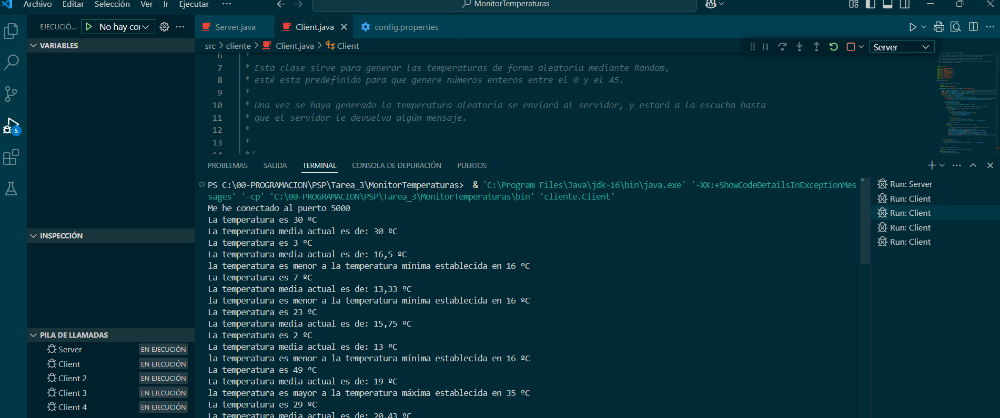 Archivo Editar Selección Ver Ir Ejecutar ··· MonitorTemperaturas
EJECUCIÓ... No hay co ···
Server.java Client.java config.properties
VARIABLES
src > cliente > Client.java > Client
Server
6 *
7 * Esta clase sirve para generar las temperaturas de forma aleatoria mediante Random,
8 * esté esta predefinido para que genere números enteros entre el 0 y el 45.
9 *
10 * Una vez se haya generado la temperatura aleatoria se enviará al servidor, y estará a la escucha hasta
11 * que el servidor le devuelva algún mensaje.
12 *
13 *
14 */
5
PROBLEMAS SALIDA TERMINAL CONSOLA DE DEPURACIÓN PUERTOS
PS C:\00-PROGRAMACION\PSP\Tarea_3\MonitorTemperaturas> & 'C:\Program Files\Java\jdk-16\bin\java.exe' '-XX:+ShowCodeDetailsInExceptionMes
sages' '-cp' 'C:\00-PROGRAMACION\PSP\Tarea_3\MonitorTemperaturas\bin' 'cliente.Client'
Me he conectado al puerto 5000
La temperatura es 30 ºC
La temperatura media actual es de: 30 ºC
La temperatura es 3 ºC
La temperatura media actual es de: 16,5 ºC
la temperatura es menor a la temperatura mínima establecida en 16 ºC
La temperatura es 7 ºC
La temperatura media actual es de: 13,33 ºC
la temperatura es menor a la temperatura mínima establecida en 16 ºC
La temperatura es 23 ºC
La temperatura media actual es de: 15,75 ºC
La temperatura es 2 ºC
La temperatura media actual es de: 13 ºC
la temperatura es menor a la temperatura mínima establecida en 16 ºC
La temperatura es 49 ºC
La temperatura media actual es de: 19 ºC
la temperatura es mayor a la temperatura máxima establecida en 35 ºC
La temperatura es 29 ºC
La temperatura media actual es de: 20,43 ºC
Run: Server
Run: Client
Run: Client
Run: Client
Run: Client
INSPECCIÓN
PILA DE LLAMADAS
Server EN EJECUCIÓN
Client EN EJECUCIÓN
Client 2 EN EJECUCIÓN
Client 3 EN EJECUCIÓN
Client 4 EN EJECUCIÓN